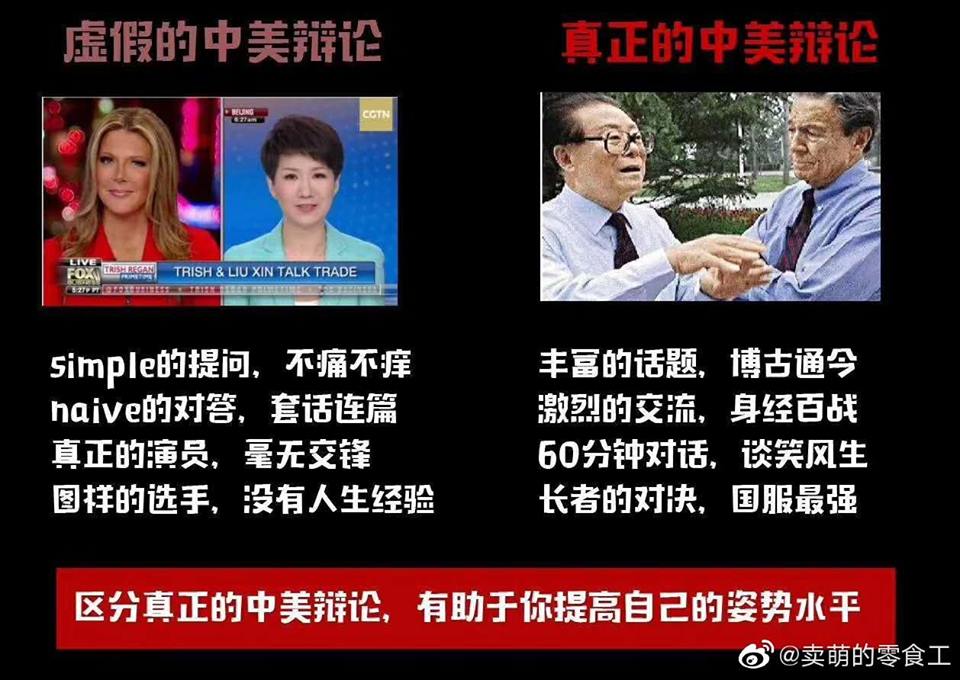 虚假的中美辩论
真正的中美辩论
BEIJING
6:27am
CGTN
LIVE
FOX
BUSINESS
5:27p PT
TRISH REGAN
PRIMETIME
TRISH & LIU XIN TALK TRADE
simple的提问，不痛不痒
naive的对答，套话连篇
真正的演员，毫无交锋
图样的选手，没有人生经验
丰富的话题，博古通今
激烈的交流，身经百战
60分钟对话，谈笑风生
长者的对决，国服最强
区分真正的中美辩论，有助于你提高自己的姿势水平
@卖萌的零食工